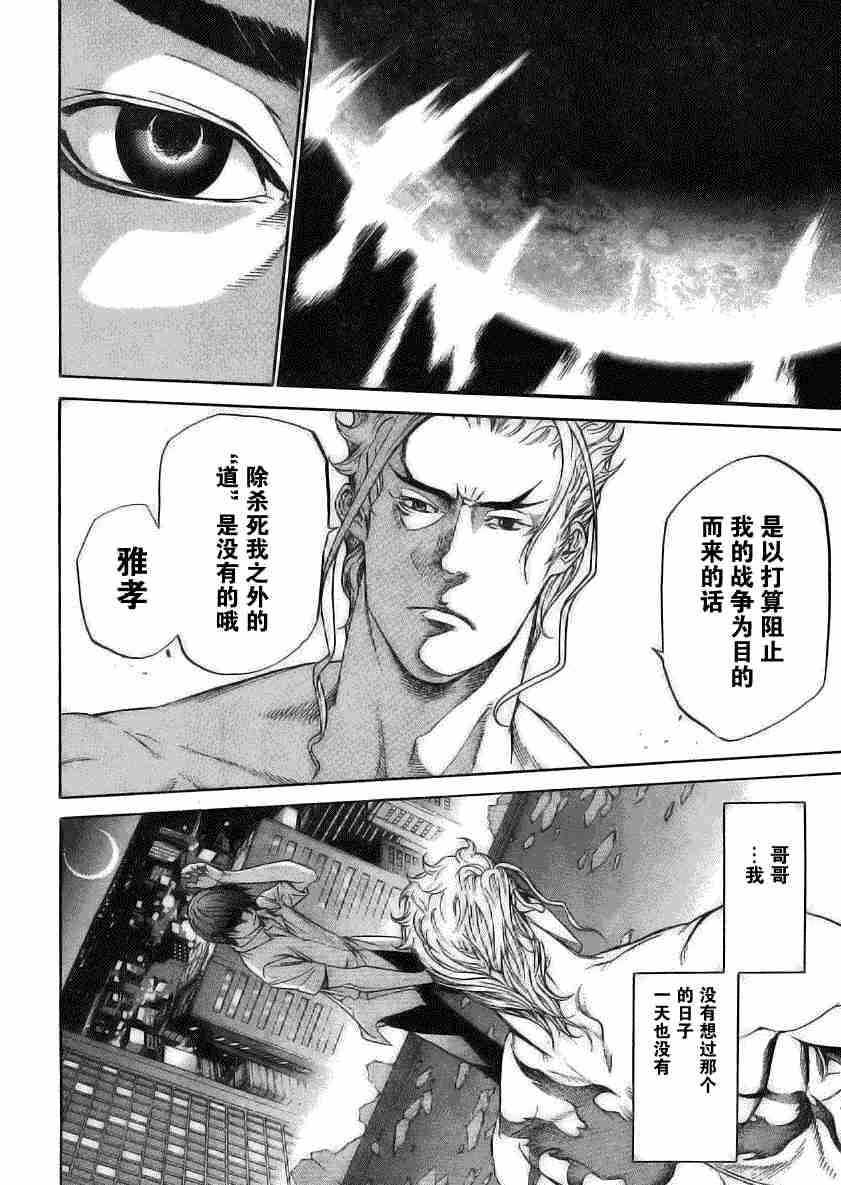 是以打算阻止
我的战争为目的
而来的话
除杀死我之外的
“道”是没有的哦
雅孝
哥哥
…我
没有想过那个
的日子
一天也没有